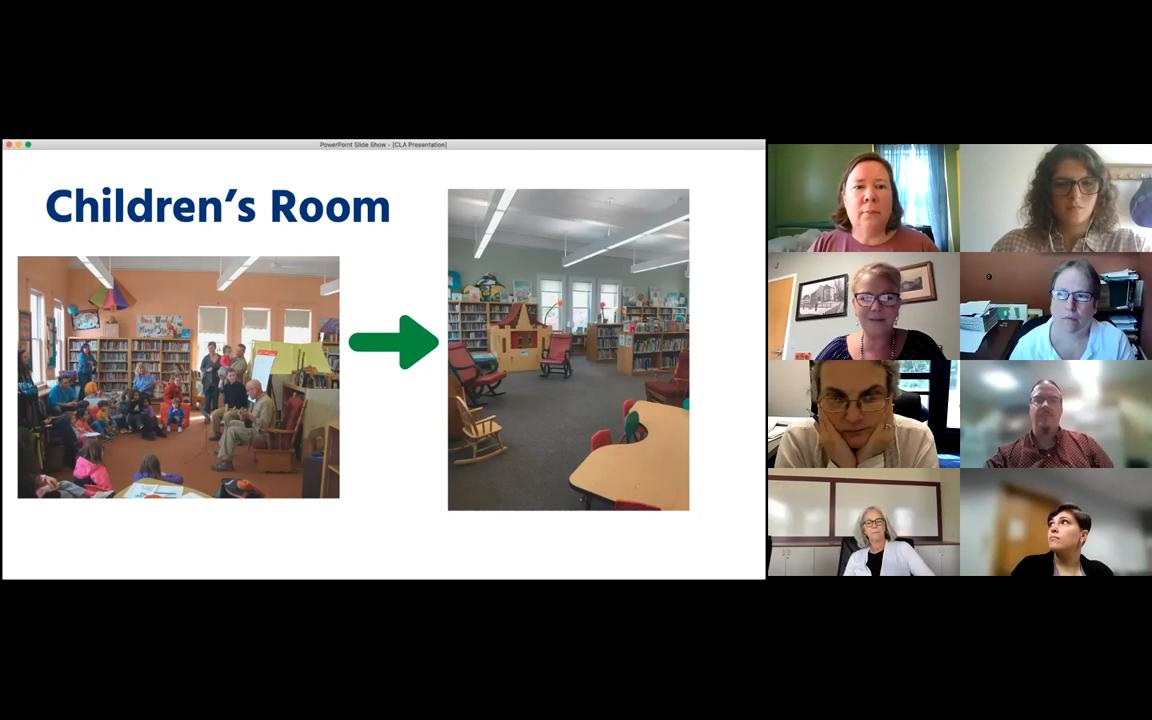 PowerPoint Slide Show - [CLA Presentation]
Children’s Room